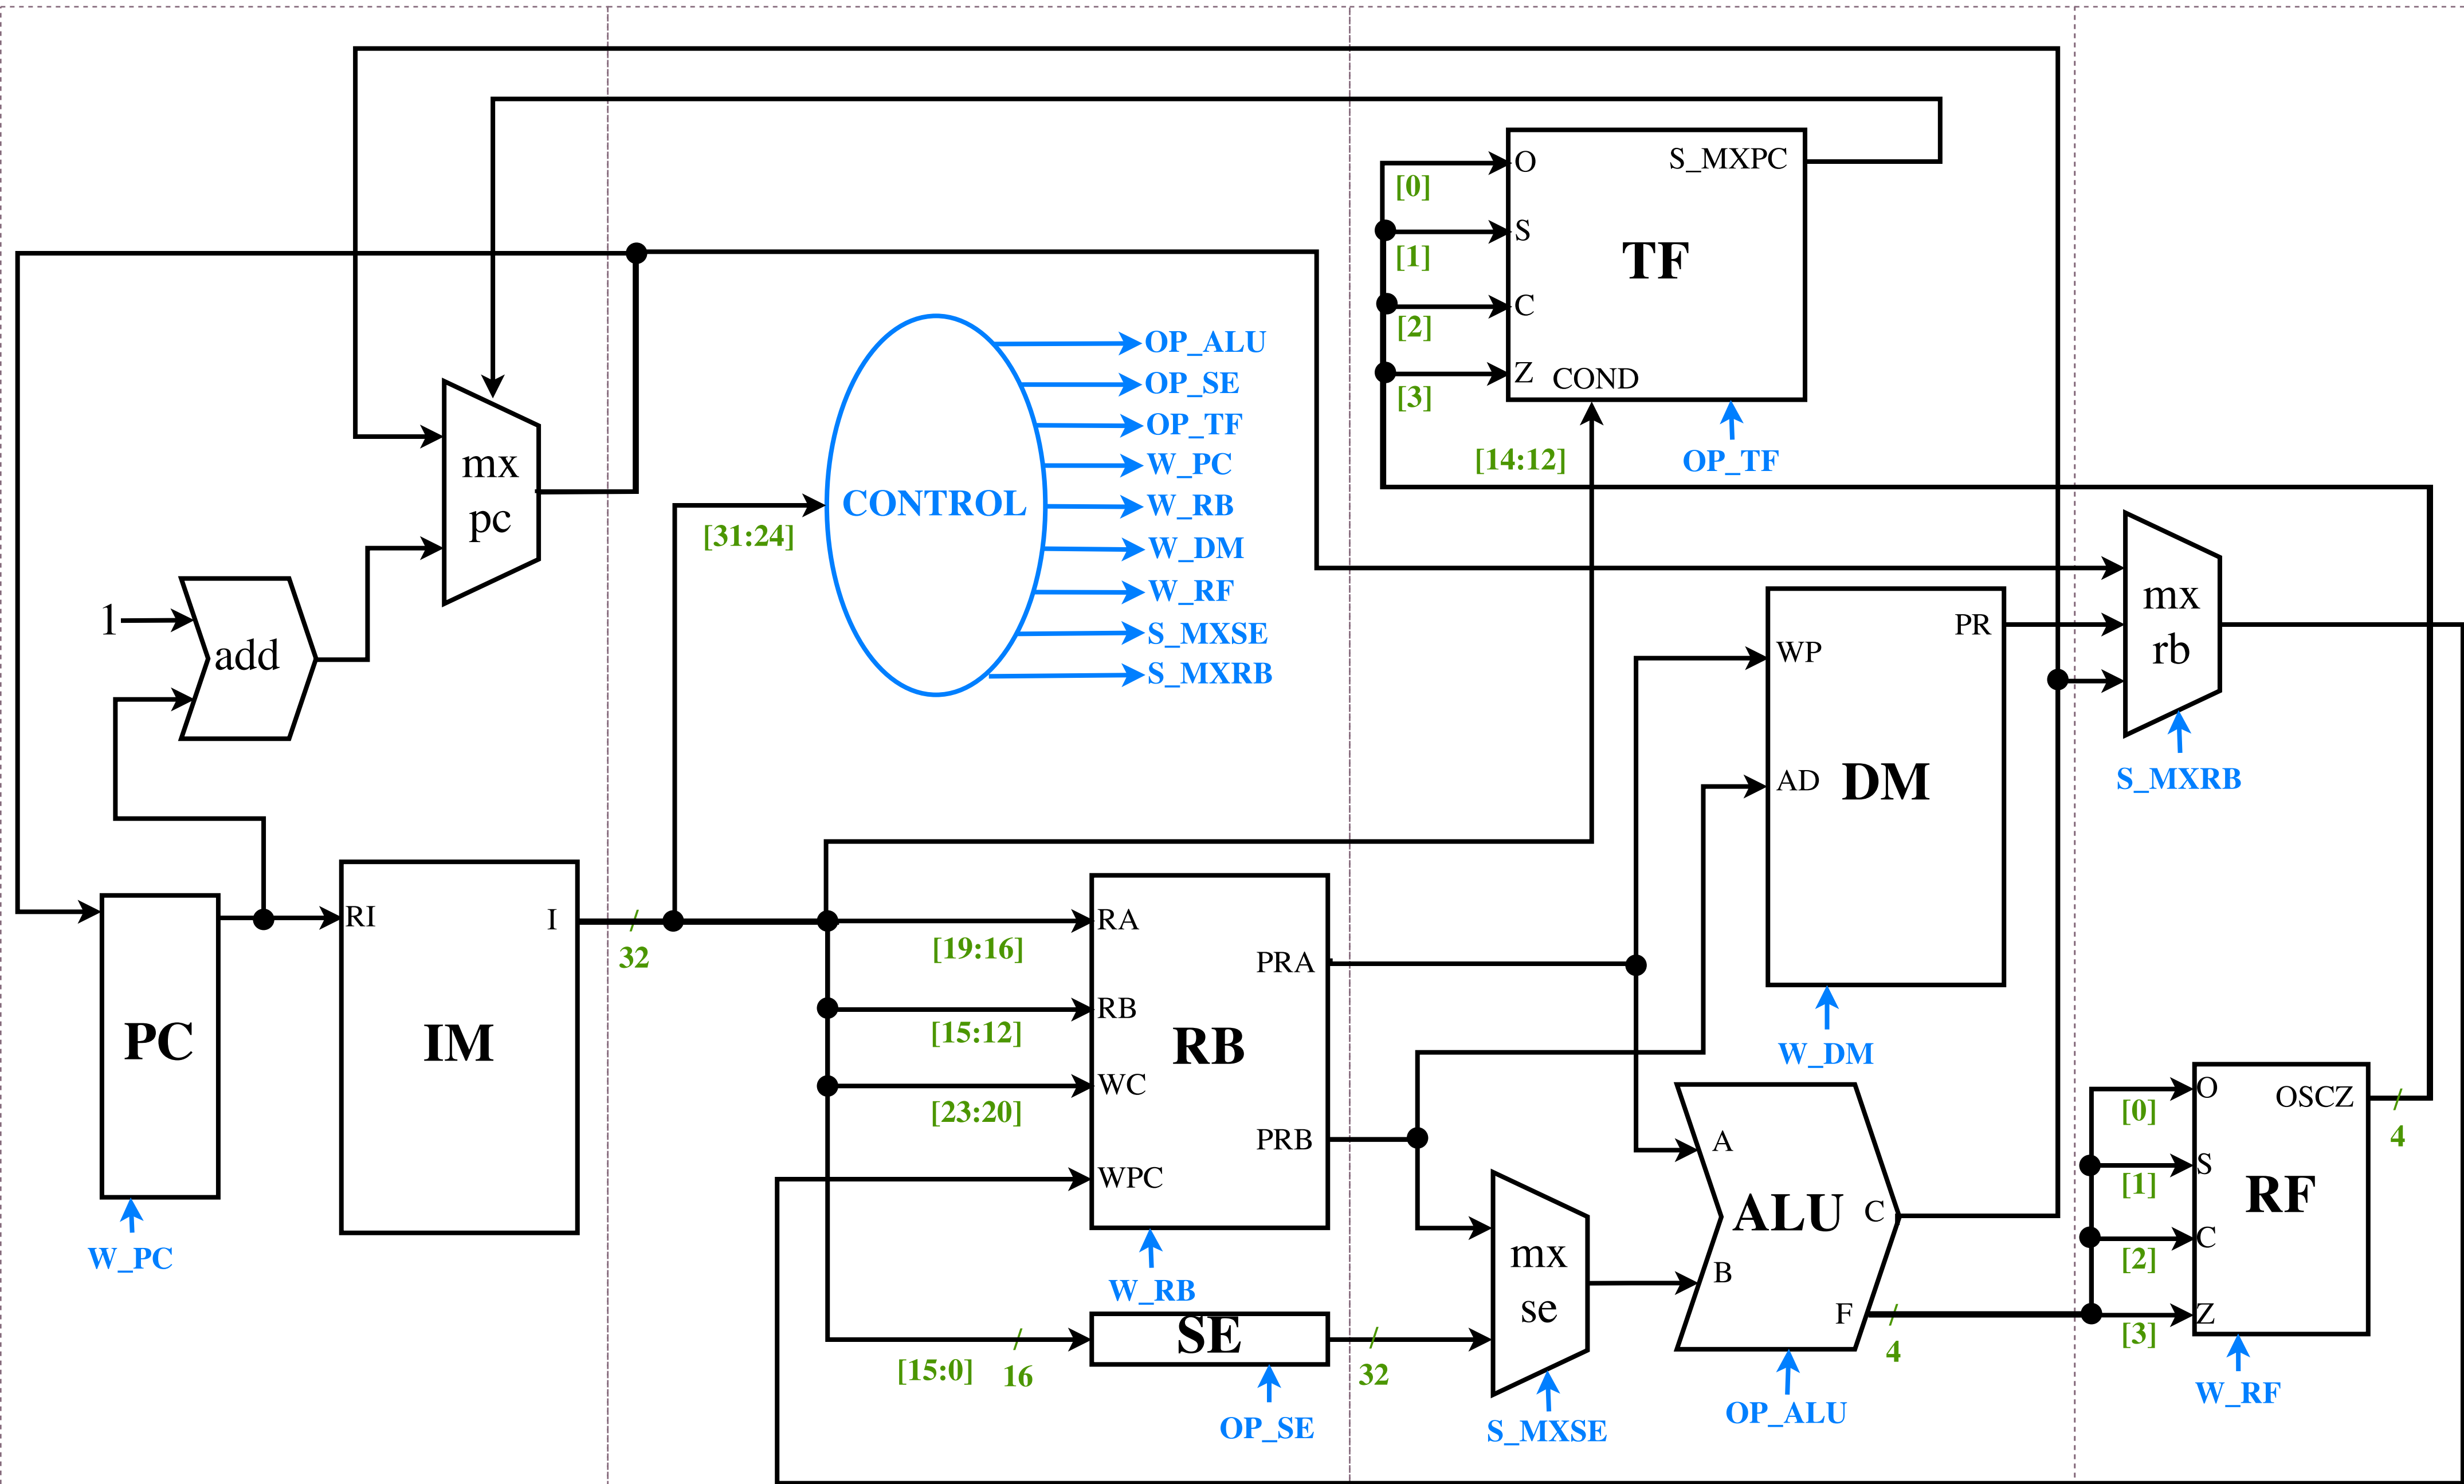 O
S_MXPC
[0]
S
[1]
TF
C
[2]
Z
COND
[3]
[14:12]
OP_TF
mx
pc
CONTROL
[31:24]
OP_ALU
OP_SE
OP_TF
W_PC
W_RB
W_DM
W_RF
S_MXSE
S_MXRB
1
add
mx
rb
S_MXRB
WP
PR
AD
DM
W_DM
PC
W_PC
RI
I
IM
32
RA
[19:16]
RB
[15:12]
WC
[23:20]
WPC
PRA
PRB
RB
W_RB
SE
[15:0]
16
32
OP_SE
mx
se
S_MXSE
A
B
ALU
C
F
4
OP_ALU
O
OSCZ
[0]
4
S
[1]
RF
C
[2]
Z
[3]
W_RF